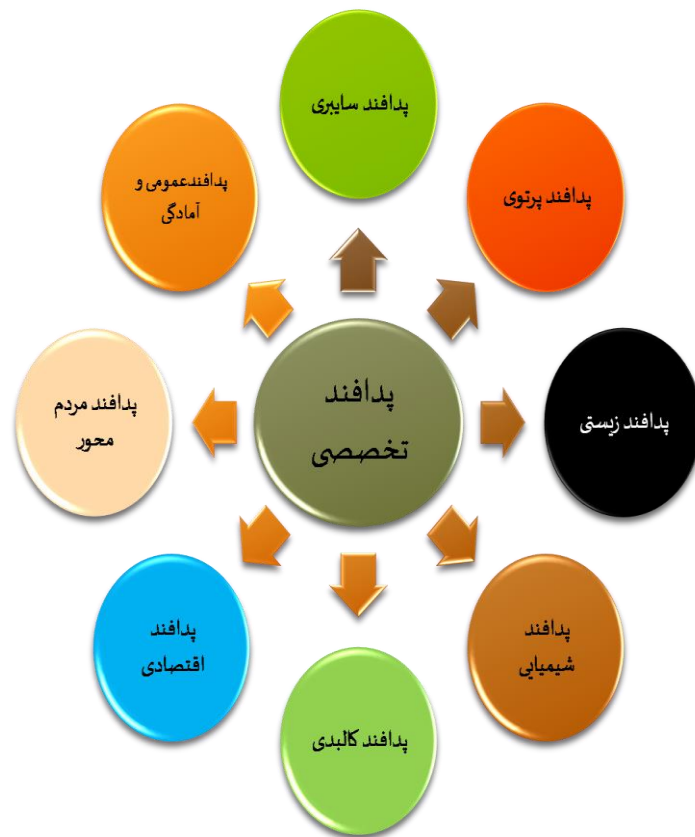 پدافند
تخصصی
پدافند سایبری
پدافند پرتوی
پدافند زیستی
پدافند
شیمیایی
پدافند کالبدی
پدافند
اقتصادی
پدافند مردم
محور
پدافندعمومی و
آمادگی